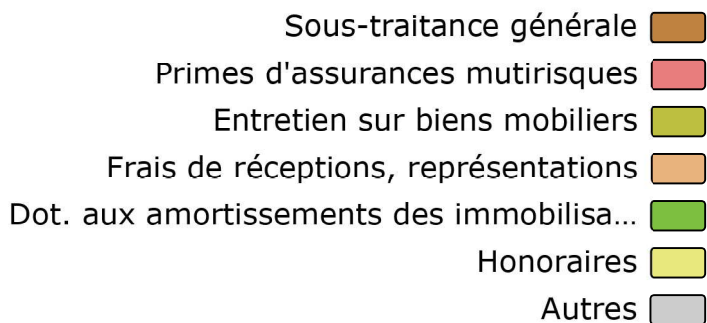 Sous-traitance générale
Primes d'assurances mutirisques
Entretien sur biens mobiliers
Frais de réceptions, représentations
Dot. aux amortissements des immobilisa...
Honoraires
Autres